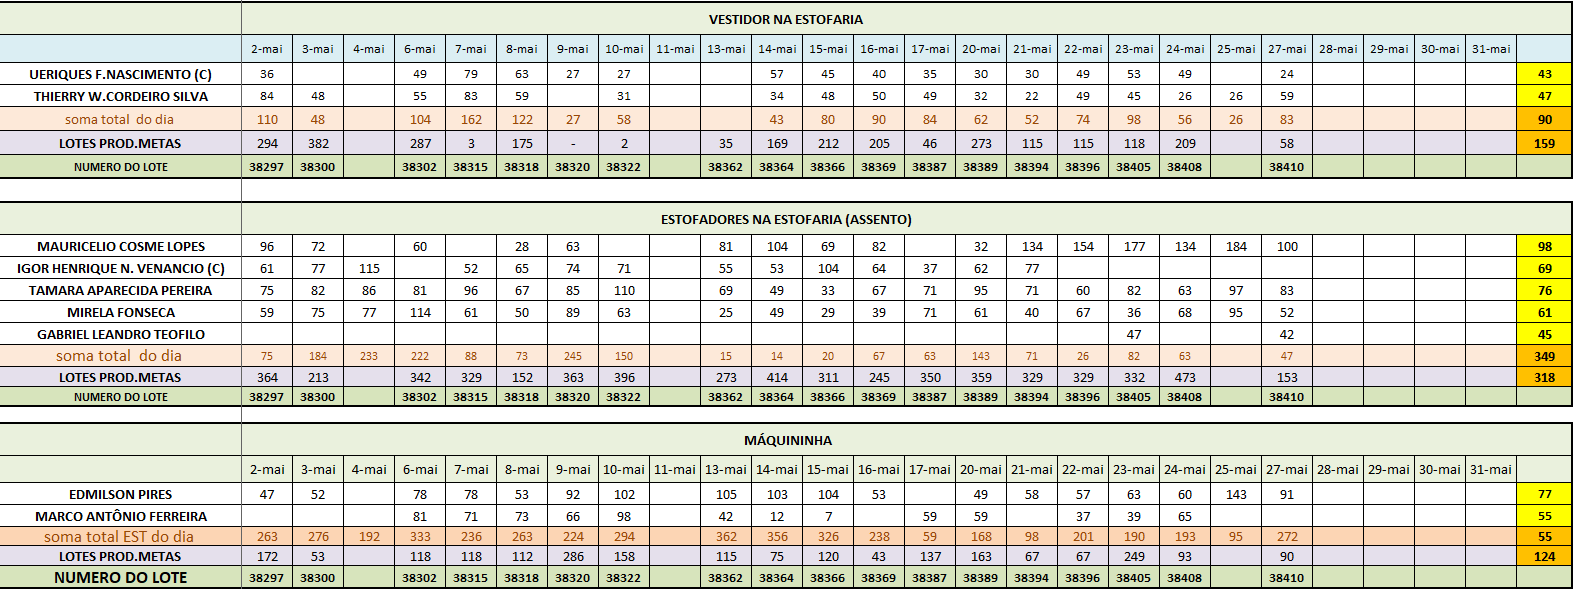 VESTIDOR NA ESTOFARIA
2-mai 3-mai 4-mai 6-mai 7-mai 8-mai 9-mai 10-mai 11-mai 13-mai 14-mai 15-mai 16-mai 17-mai 20-mai 21-mai 22-mai 23-mai 24-mai 25-mai 27-mai 28-mai 29-mai 30-mai 31-mai
UERIQUES F.NASCIMENTO (C) 36 49 79 63 27 27 57 45 40 35 30 30 49 53 49 24 43
THIERRY W.CORDEIRO SILVA 84 48 55 83 59 31 34 48 50 49 32 22 49 45 26 26 59 47
soma total do dia 110 48 104 162 122 27 58 43 80 90 84 62 52 74 98 56 26 83 90
LOTES PROD.METAS 294 382 287 3 175 - 2 35 169 212 205 46 273 115 115 118 209 58 159
NUMERO DO LOTE 38297 38300 38302 38315 38318 38320 38322 38362 38364 38366 38369 38387 38389 38394 38396 38405 38408 38410
ESTOFADORES NA ESTOFARIA (ASSENTO)
MAURICELIO COSME LOPES 96 72 60 28 63 81 104 69 82 32 134 154 177 134 184 100 98
IGOR HENRIQUE N. VENANCIO (C) 61 77 115 52 65 74 71 55 53 104 64 37 62 77 69
TAMARA APARECIDA PEREIRA 75 82 86 81 96 67 85 110 69 49 33 67 71 95 71 60 82 63 97 83 76
MIRELA FONSECA 59 75 77 114 61 50 89 63 25 49 29 39 71 61 40 67 36 68 95 52 61
GABRIEL LEANDRO TEOFILO 47 42 45
soma total do dia 75 184 233 222 88 73 245 150 15 14 20 67 63 143 71 26 82 63 47 349
LOTES PROD.METAS 364 213 342 329 152 363 396 273 414 311 245 350 359 329 329 332 473 153 318
NUMERO DO LOTE 38297 38300 38302 38315 38318 38320 38322 38362 38364 38366 38369 38387 38389 38394 38396 38405 38408 38410
MÁQUININHA
2-mai 3-mai 4-mai 6-mai 7-mai 8-mai 9-mai 10-mai 11-mai 13-mai 14-mai 15-mai 16-mai 17-mai 20-mai 21-mai 22-mai 23-mai 24-mai 25-mai 27-mai 28-mai 29-mai 30-mai 31-mai
EDMILSON PIRES 47 52 78 78 53 92 102 105 103 104 53 49 58 57 63 60 143 91 77
MARCO ANTÔNIO FERREIRA 81 71 73 66 98 42 12 7 59 59 37 39 65 55
soma total EST do dia 263 276 192 333 236 263 224 294 362 356 326 238 59 168 98 201 190 193 95 272 55
LOTES PROD.METAS 172 53 118 118 112 286 158 115 75 120 43 137 163 67 67 249 93 90 124
NUMERO DO LOTE 38297 38300 38302 38315 38318 38320 38322 38362 38364 38366 38369 38387 38389 38394 38396 38405 38408 38410